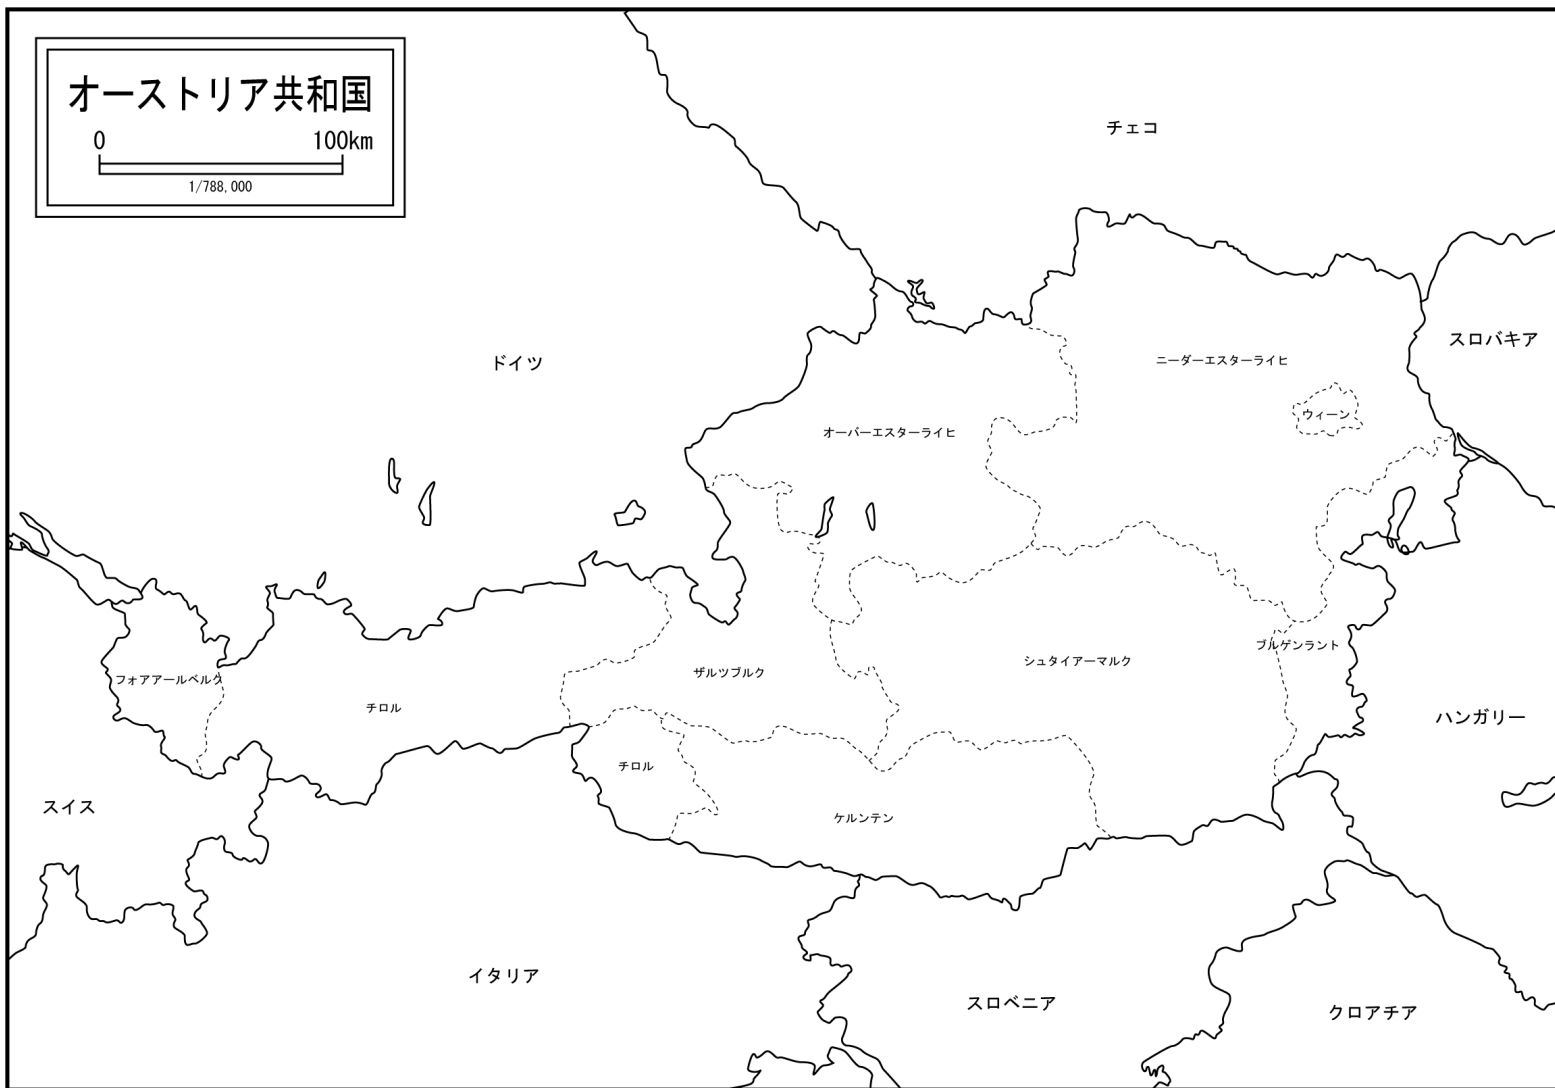 オーストリア共和国
0 100km
1/788,000
チェコ
スロバキア
ドイツ
ニーダーエスターライヒ
ウィーン
オーバーエスターライヒ
ブルゲンラント
シュタイアーマルク
ザルツブルク
フォアアールベルク
チロル
ハンガリー
チロル
スイス
ケルンテン
イタリア
スロベニア
クロアチア